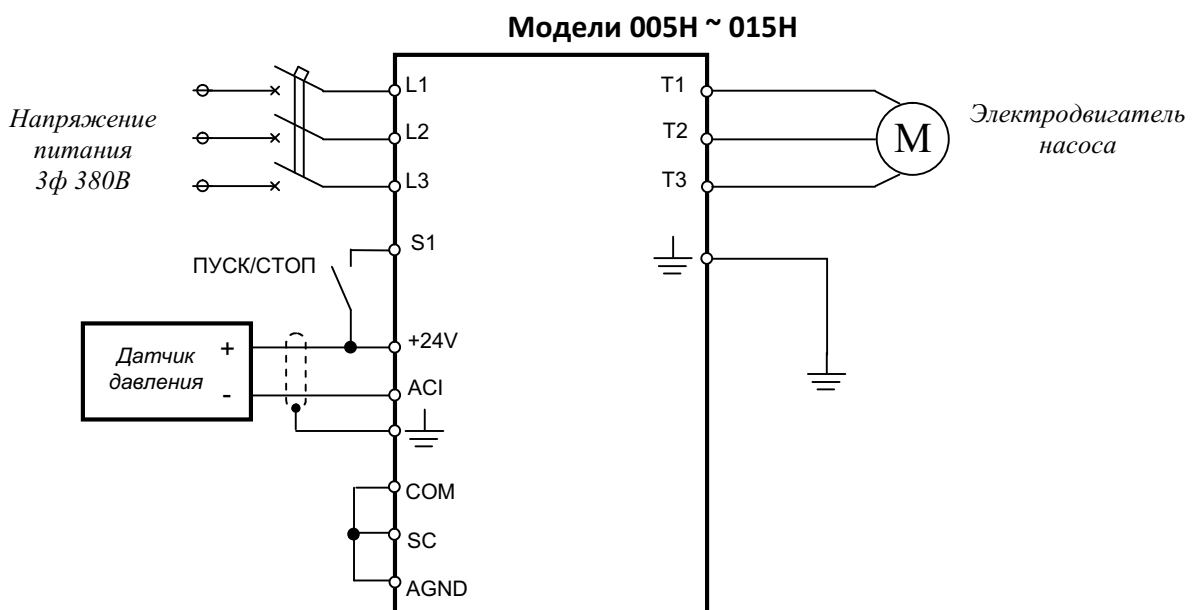 Модели 005H ~ 015H
Напряжение
питания
3ф 380В
L1
L2
L3
T1
T2
T3
M
Электродвигатель
насоса
S1
ПУСК/СТОП
Датчик
давления
+
-
+24V
ACI
COM
SC
AGND